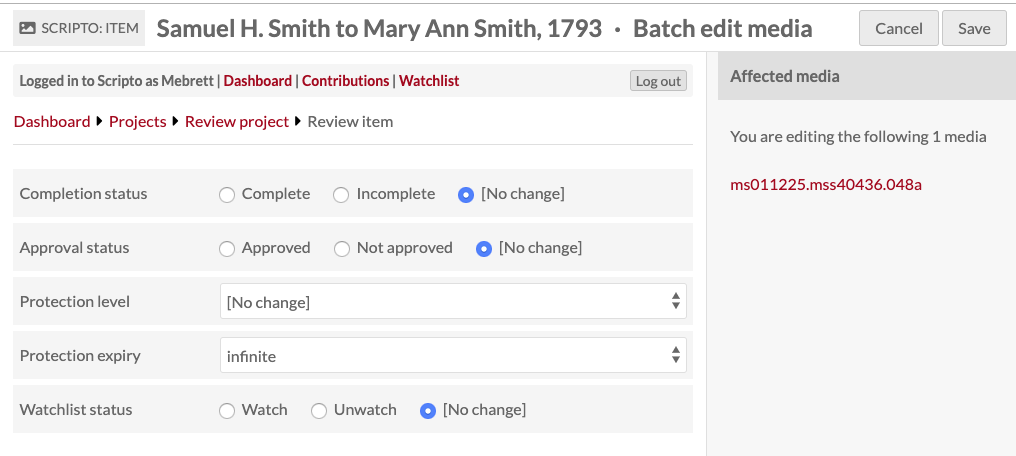 SCRIPTO: ITEM Samuel H. Smith to Mary Ann Smith, 1793 · Batch edit media Cancel Save
Logged in to Scripto as Mebrett | Dashboard | Contributions | Watchlist Log out
Dashboard Projects Review project Review item
Completion status Complete Incomplete [No change]
Approval status Approved Not approved [No change]
Protection level [No change]
Protection expiry infinite
Watchlist status Watch Unwatch [No change]
Affected media
You are editing the following 1 media
ms011225.mss40436.048a